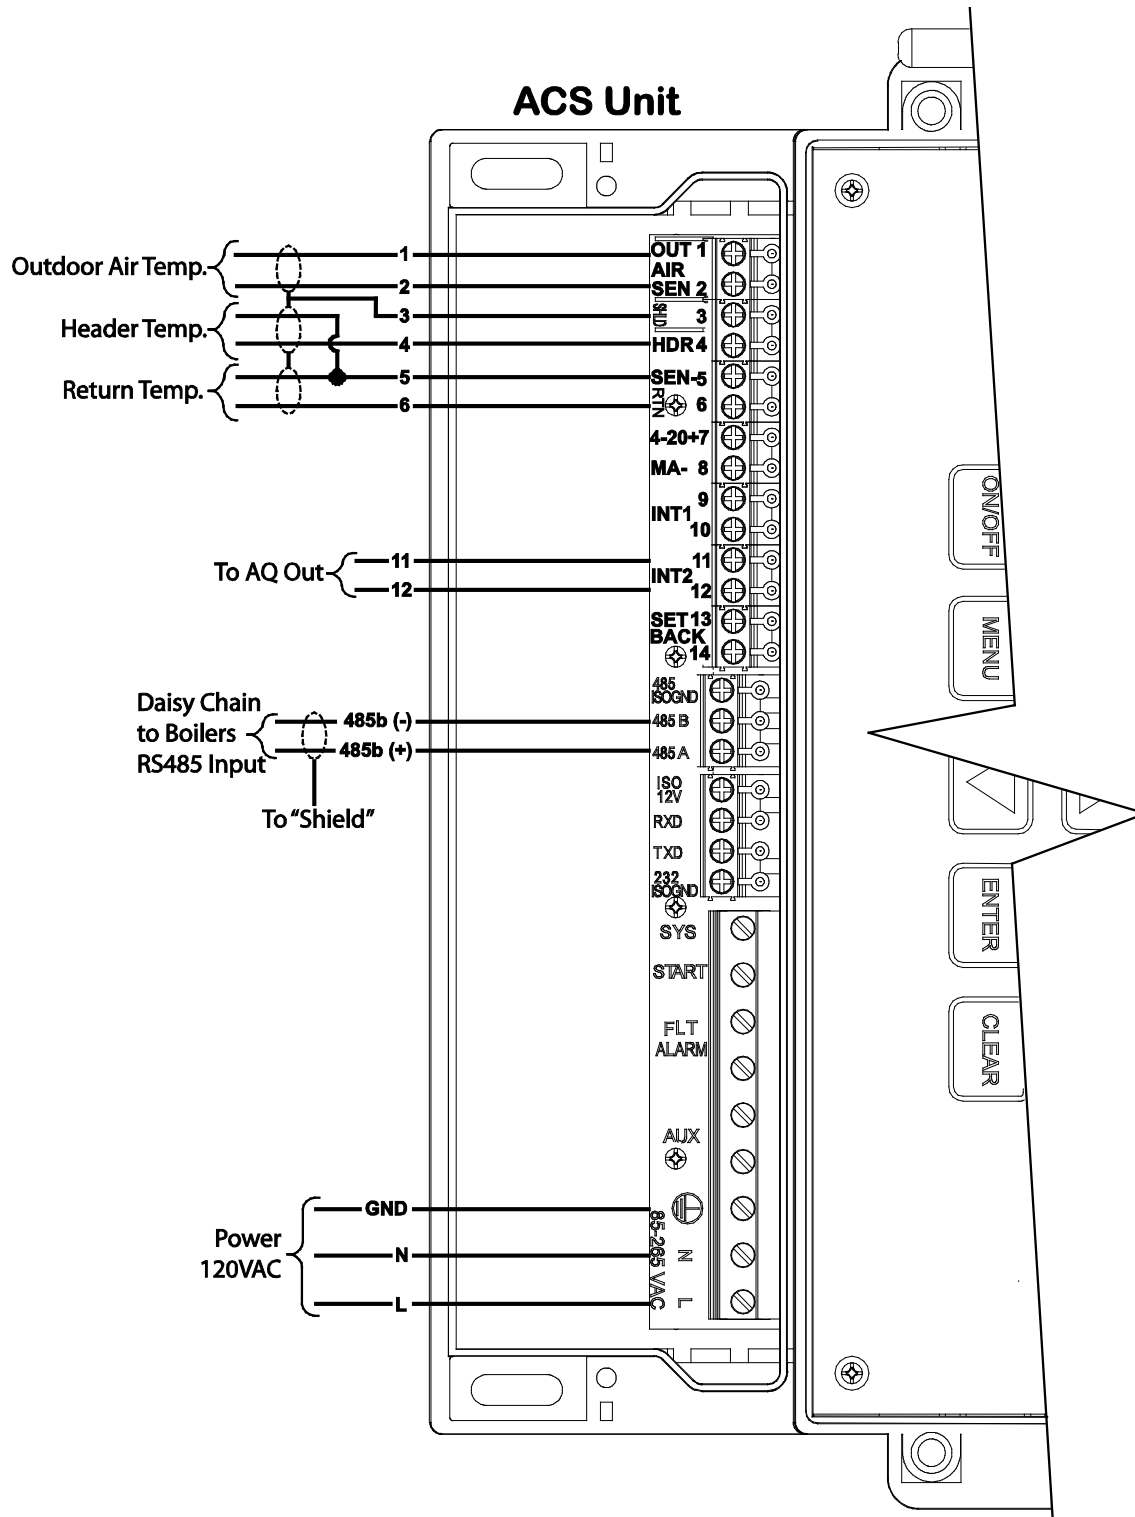 ACS Unit
Outdoor Air Temp.
Header Temp.
Return Temp.
1
2
3
4
5
6
OUT 1
AIR
SEN 2
SHLD 3
HDR 4
SEN- 5
RTN 6
4-20+7
MA- 8
9
INT1
10
To AQ Out
11
12
11
INT2
12
SET 13
BACK
14
Daisy Chain
to Boilers
RS485 Input
485b (-)
485b (+)
To "Shield"
485
ISOGND
485 B
485 A
ISO
12V
RXD
TXD
232
ISOGND
SYS
START
FLT
ALARM
AUX
Power
120VAC
GND
N
L
85-265 VAC
N
L
ON/OFF
MENU
ENTER
CLEAR